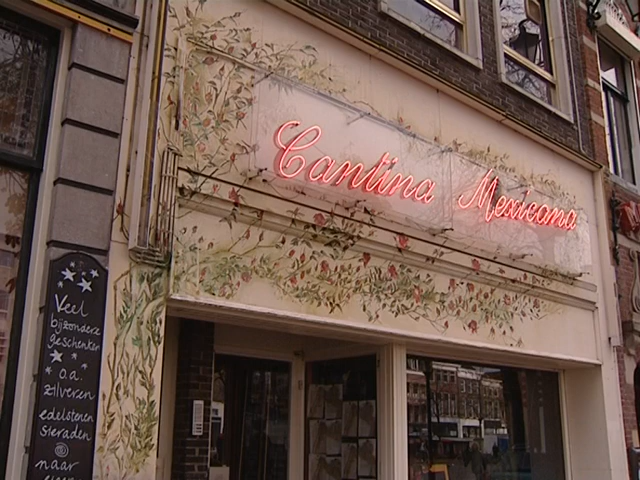 Cantina Mexicana
Veel
bijzondere
geschenken
o.a.
zilveren
edelstenen
sieraden
naar